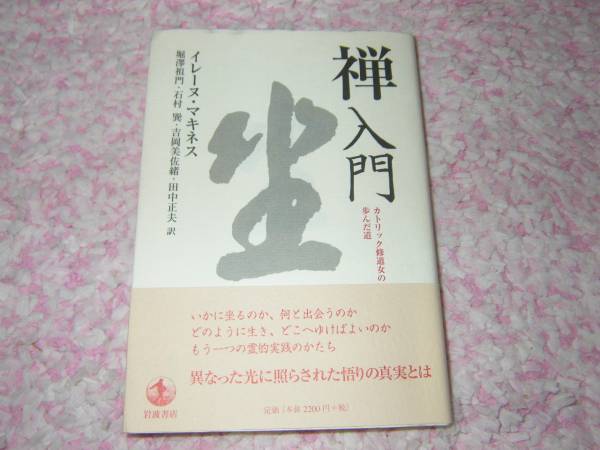 禅入門
カトリック修道女の
歩んだ道
坐
イレーヌ・マキネス
堀澤祖門・石村 巽・吉岡美佐緒・田中正夫 訳
いかに坐るのか、何と出会うのか
どのように生き、どこへゆけばよいのか
もう一つの霊的実践のかたち
異なった光に照らされた悟りの真実とは
岩波書店
定価(本体2200円+税)